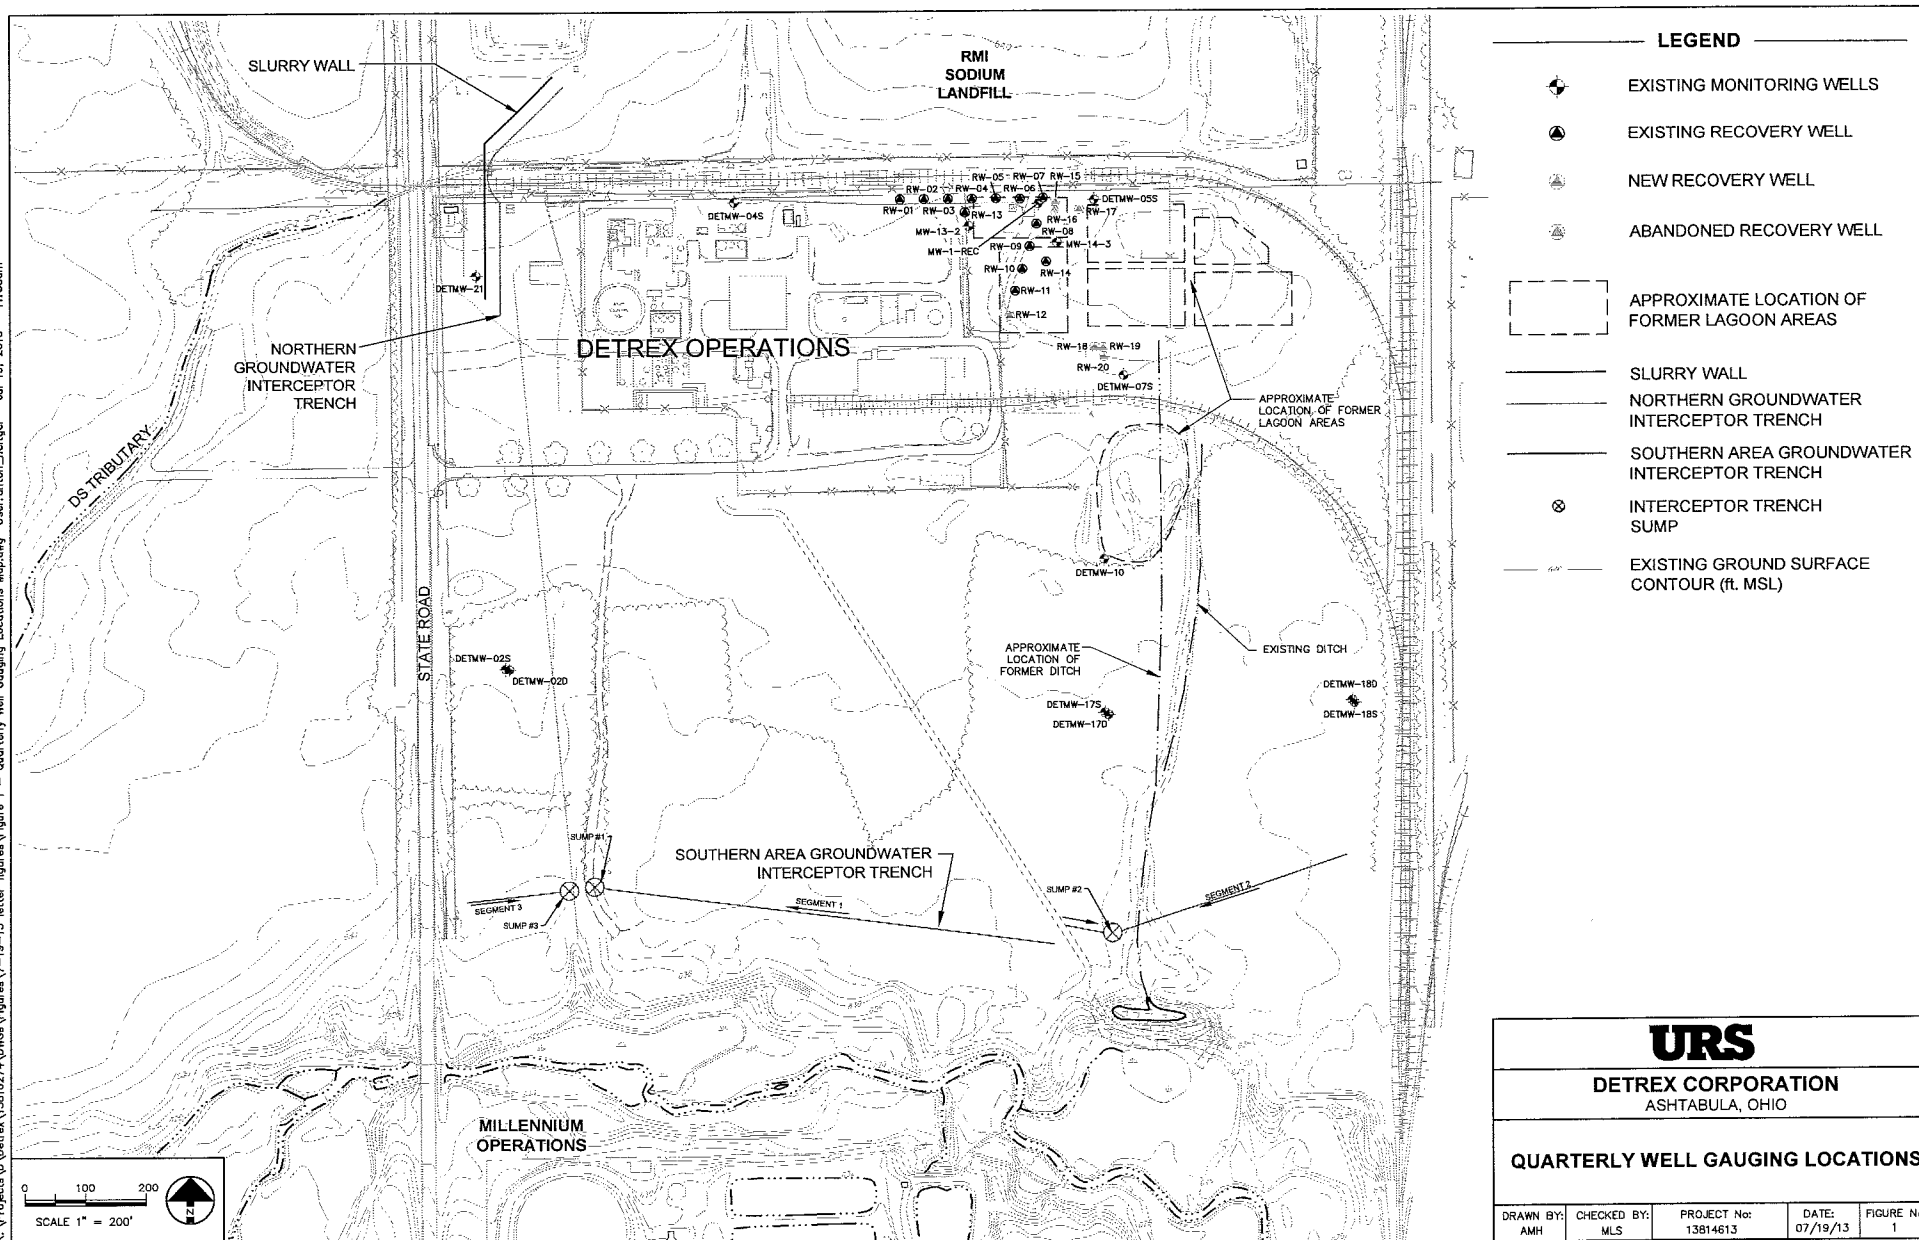 SLURRY WALL
RMI
SODIUM
LANDFILL
RW-05
RW-07
RW-15
RW-02
RW-04
RW-06
RW-01
RW-03
RW-13
DETMW-04S
DETMW-05S
RW-17
RW-16
RW-08
MW-13-2
MW-1-REC
RW-09
MW-14-3
RW-10
RW-14
RW-11
RW-12
DETMW-21
NORTHERN
GROUNDWATER
INTERCEPTOR
TRENCH
DETREX OPERATIONS
RW-18
RW-19
RW-20
DETMW-07S
APPROXIMATE
LOCATION OF FORMER
LAGOON AREAS
DS TRIBUTARY
STATE ROAD
DETMW-10
DETMW-02S
DETMW-02D
APPROXIMATE
LOCATION OF
FORMER DITCH
EXISTING DITCH
DETMW-17S
DETMW-17D
DETMW-18D
DETMW-18S
SUMP #1
SOUTHERN AREA GROUNDWATER
INTERCEPTOR TRENCH
SEGMENT 3
SUMP #3
SEGMENT 1
SUMP #2
SEGMENT 2
MILLENNIUM
OPERATIONS
0 100 200
SCALE 1" = 200'
N
LEGEND
EXISTING MONITORING WELLS
EXISTING RECOVERY WELL
NEW RECOVERY WELL
ABANDONED RECOVERY WELL
APPROXIMATE LOCATION OF
FORMER LAGOON AREAS
SLURRY WALL
NORTHERN GROUNDWATER
INTERCEPTOR TRENCH
SOUTHERN AREA GROUNDWATER
INTERCEPTOR TRENCH
INTERCEPTOR TRENCH
SUMP
EXISTING GROUND SURFACE
CONTOUR (ft. MSL)
URS
DETREX CORPORATION
ASHTABULA, OHIO
QUARTERLY WELL GAUGING LOCATIONS
DRAWN BY:
AMH
CHECKED BY:
MLS
PROJECT No:
13814613
DATE:
07/19/13
FIGURE
1